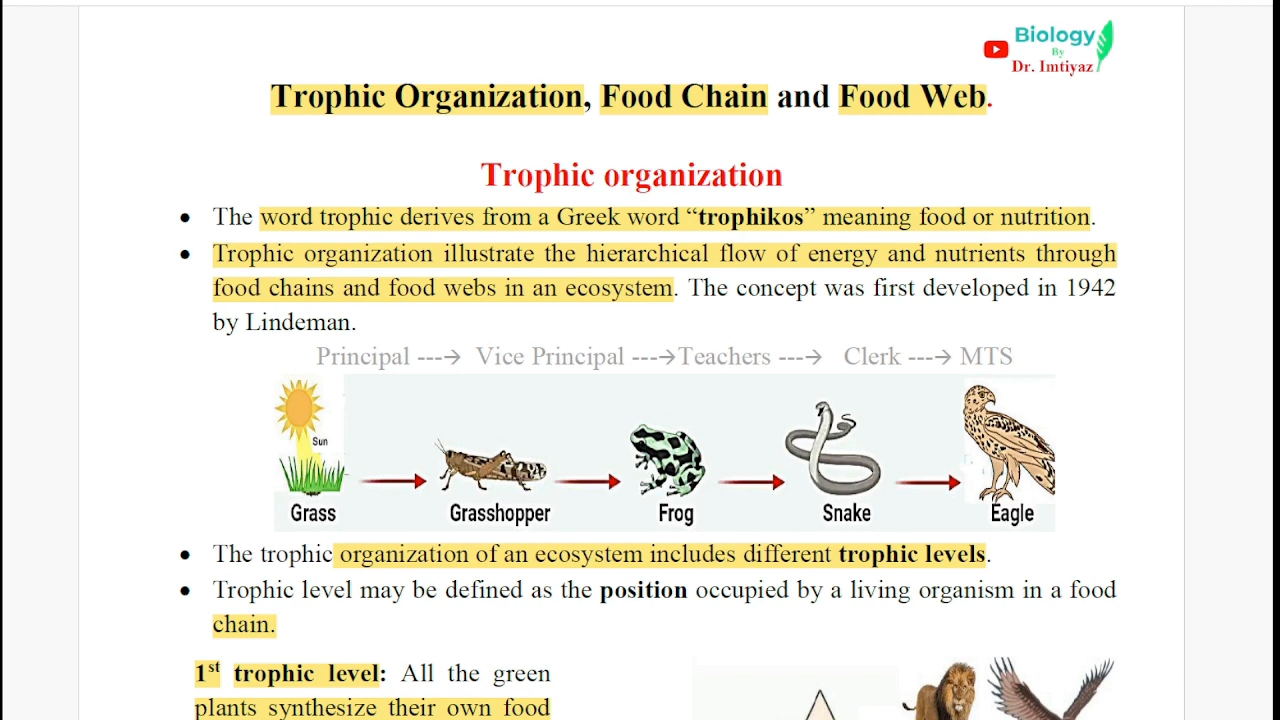 Biology
By
Dr. Imtiyaz
Trophic Organization, Food Chain and Food Web.
Trophic organization
• The word trophic derives from a Greek word “trophikos” meaning food or nutrition.
• Trophic organization illustrate the hierarchical flow of energy and nutrients through
food chains and food webs in an ecosystem. The concept was first developed in 1942
by Lindeman.
Principal ---→ Vice Principal ---→Teachers ---→ Clerk ---→ MTS
Sun
Grass Grasshopper Frog Snake Eagle
• The trophic organization of an ecosystem includes different trophic levels.
• Trophic level may be defined as the position occupied by a living organism in a food
chain.
1st trophic level: All the green
plants synthesize their own food